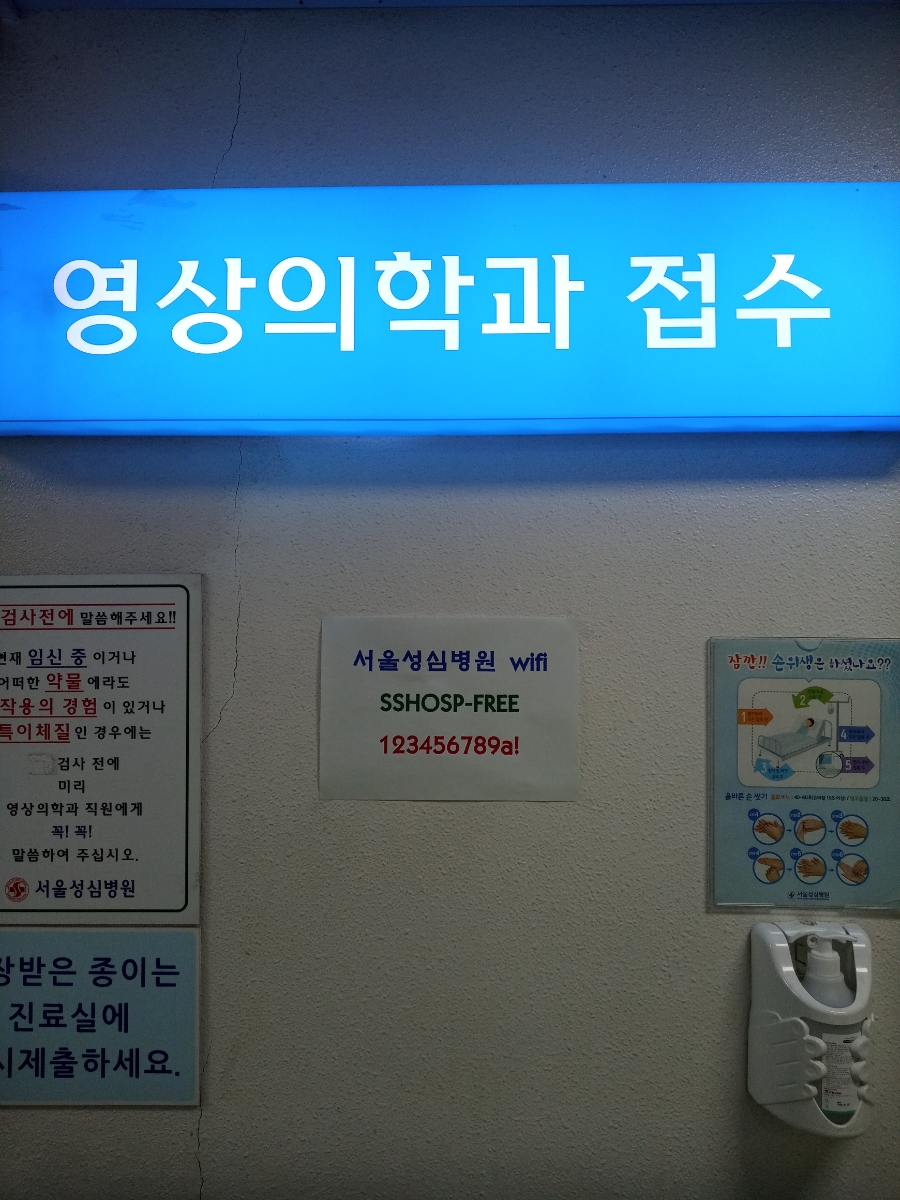 영상의학과 접수
검사전에 말씀해주세요!!
현재 임신 중 이거나
어떠한 약물 에라도
작용의 경험 이 있거나
특이체질인 경우에는
검사 전에
미리
영상의학과 직원에게
꼭! 꼭!
말씀하여 주십시오.
서울성심병원
받은 종이는
진료실에
제출하세요.
서울성심병원 wifi
SSHOSP-FREE
123456789a!
잠깐!! 손위생은 하셨나요??
1
2
3
4
5
올바른 손 씻기
서울성심병원